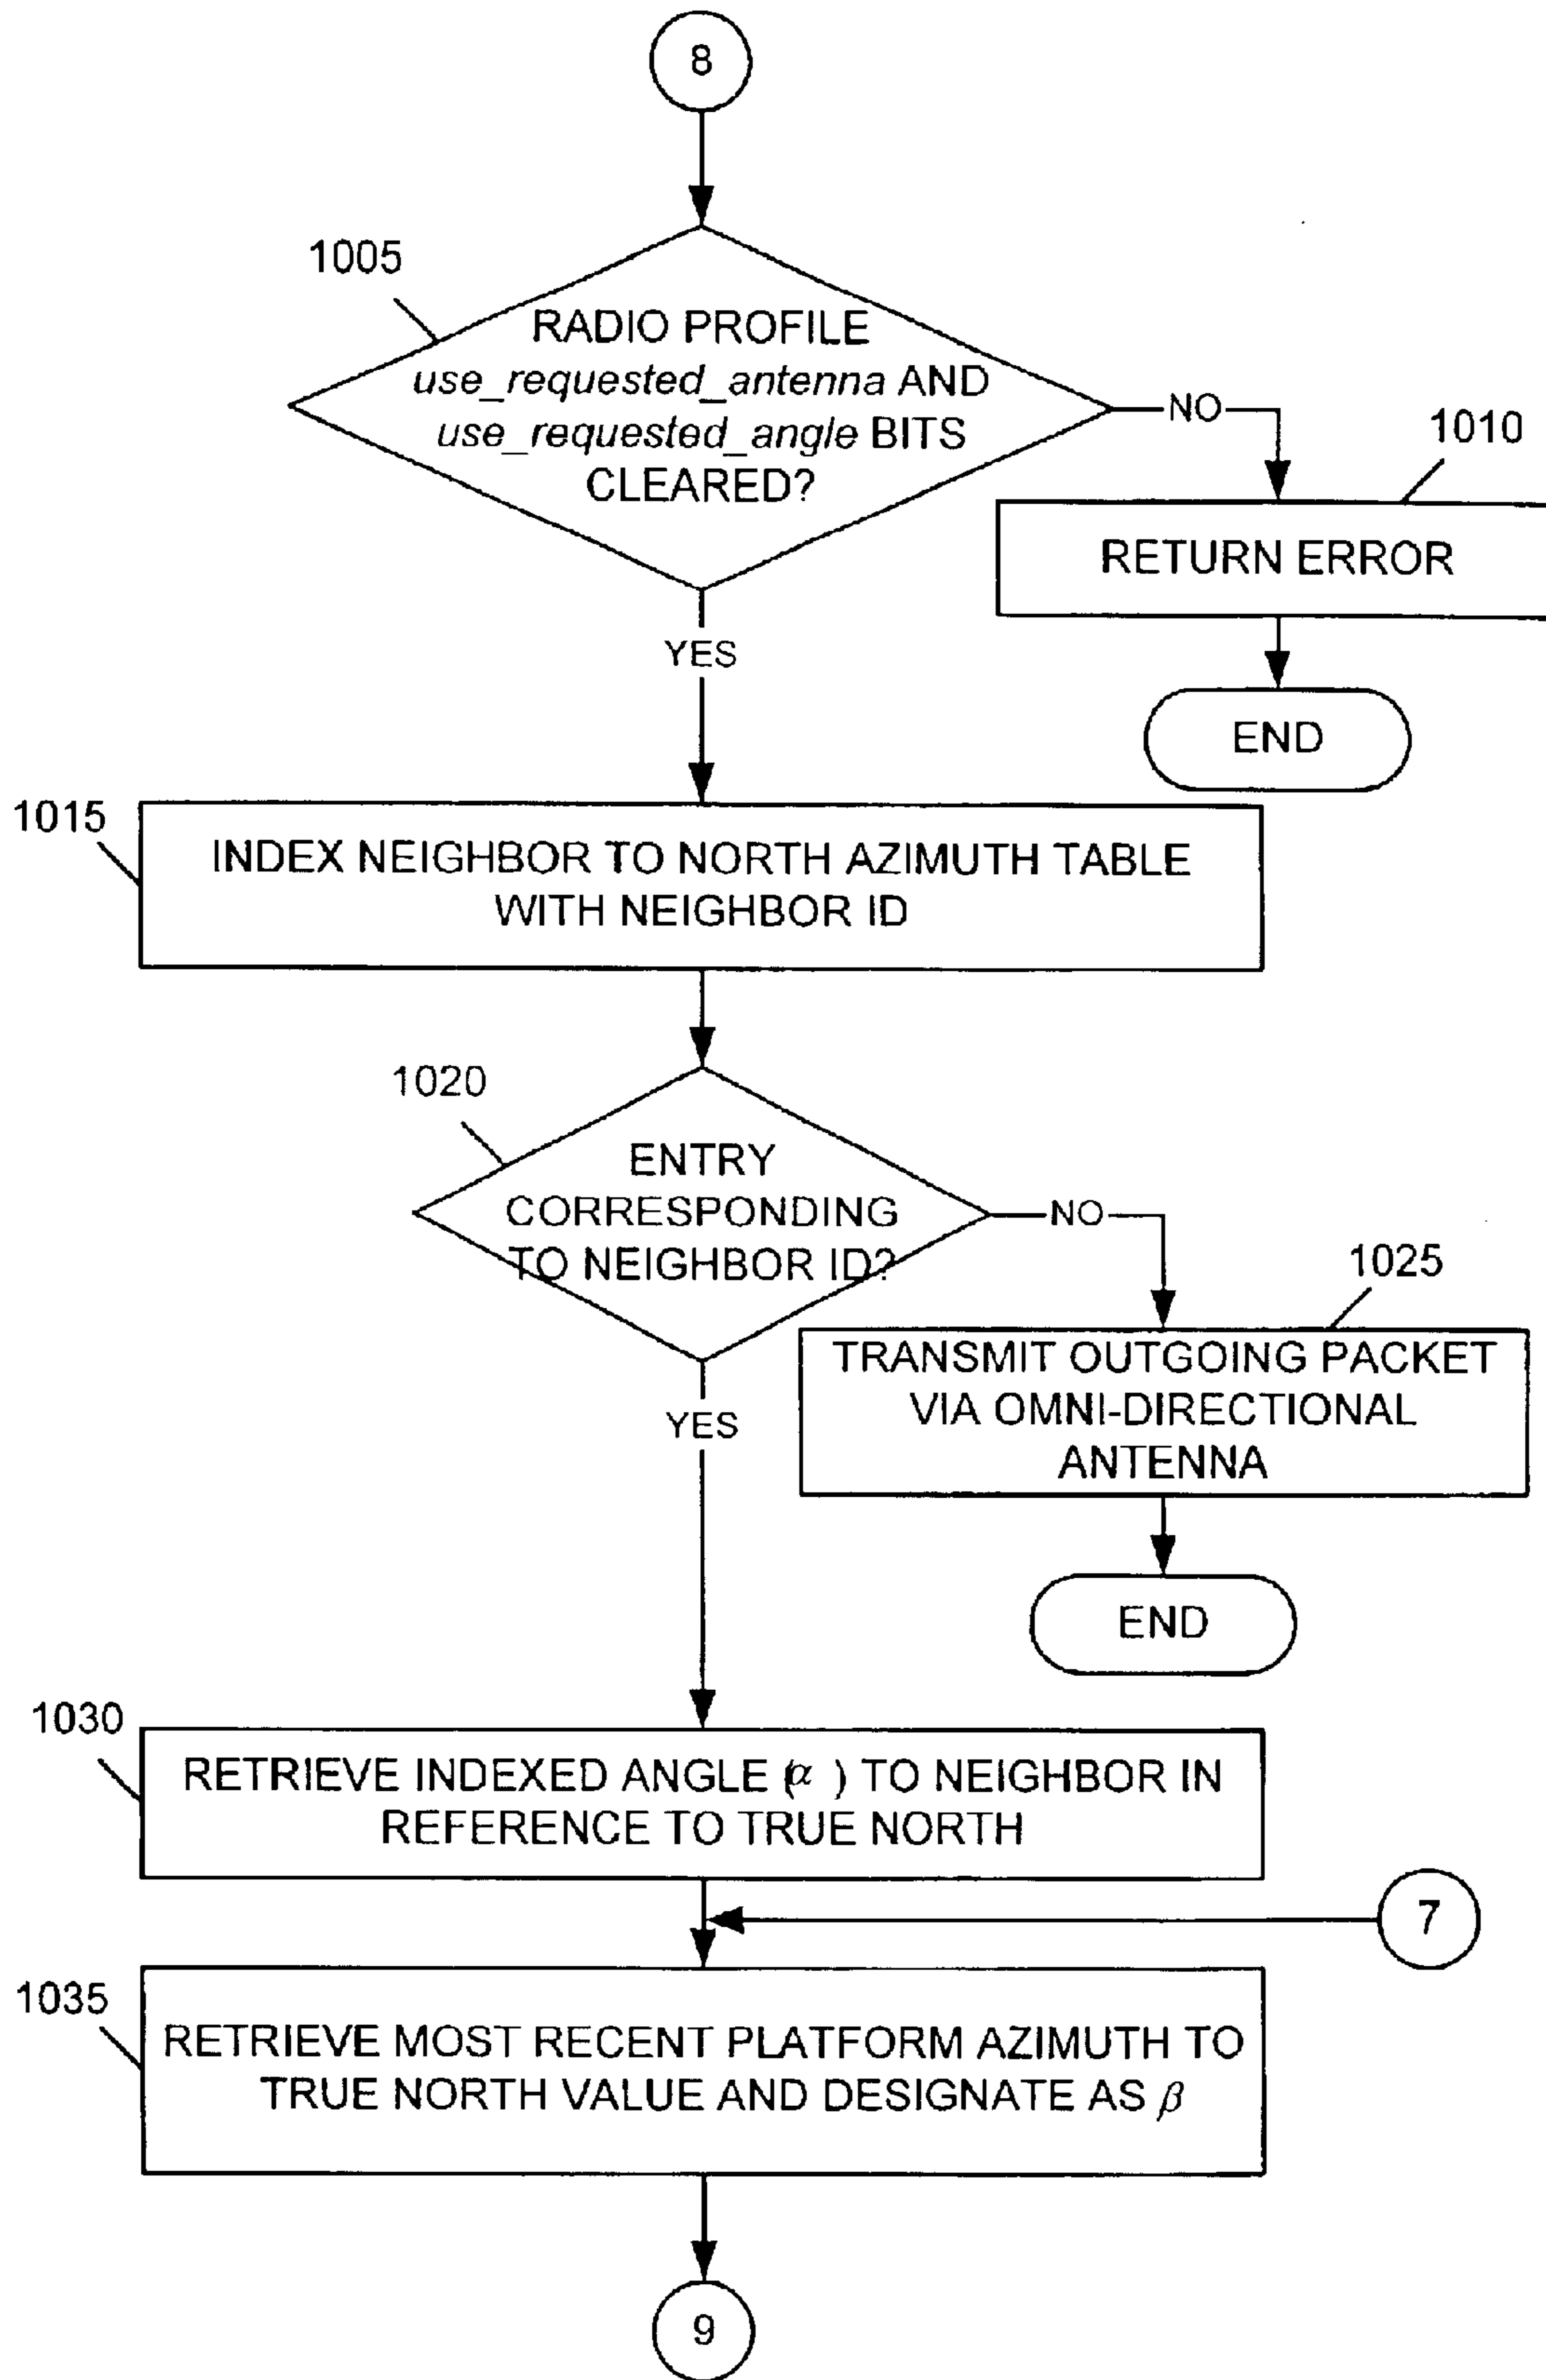 8
1005
RADIO PROFILE
use_requested_antenna AND
use_requested_angle BITS
CLEARED?
NO
1010
RETURN ERROR
YES
END
1015
INDEX NEIGHBOR TO NORTH AZIMUTH TABLE
WITH NEIGHBOR ID
1020
ENTRY
CORRESPONDING
TO NEIGHBOR ID?
NO
1025
TRANSMIT OUTGOING PACKET
VIA OMNI-DIRECTIONAL
ANTENNA
YES
END
1030
RETRIEVE INDEXED ANGLE (α ) TO NEIGHBOR IN
REFERENCE TO TRUE NORTH
7
1035
RETRIEVE MOST RECENT PLATFORM AZIMUTH TO
TRUE NORTH VALUE AND DESIGNATE AS β
9